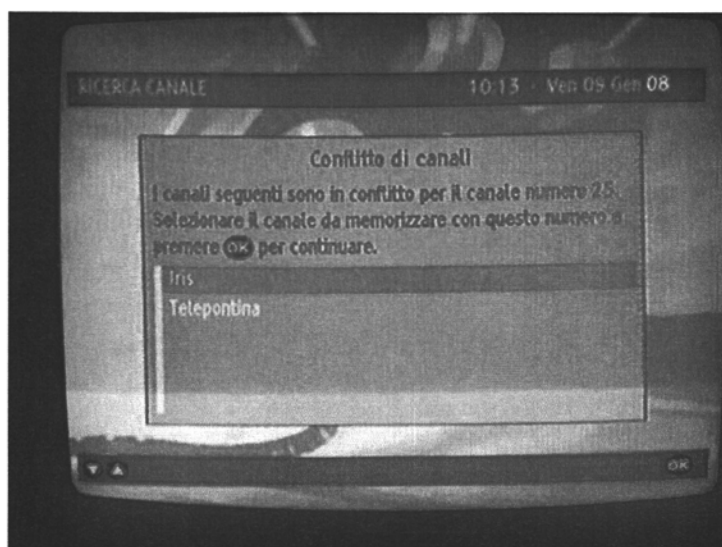 RICERCA CANALE 10:13 · Ven 09 Gen 08
Conflitto di canali
I canali seguenti sono in conflitto per il canale numero 25.
Selezionare il canale da memorizzare con questo numero e
premere OK per continuare.
Iris
Telepontina
OK